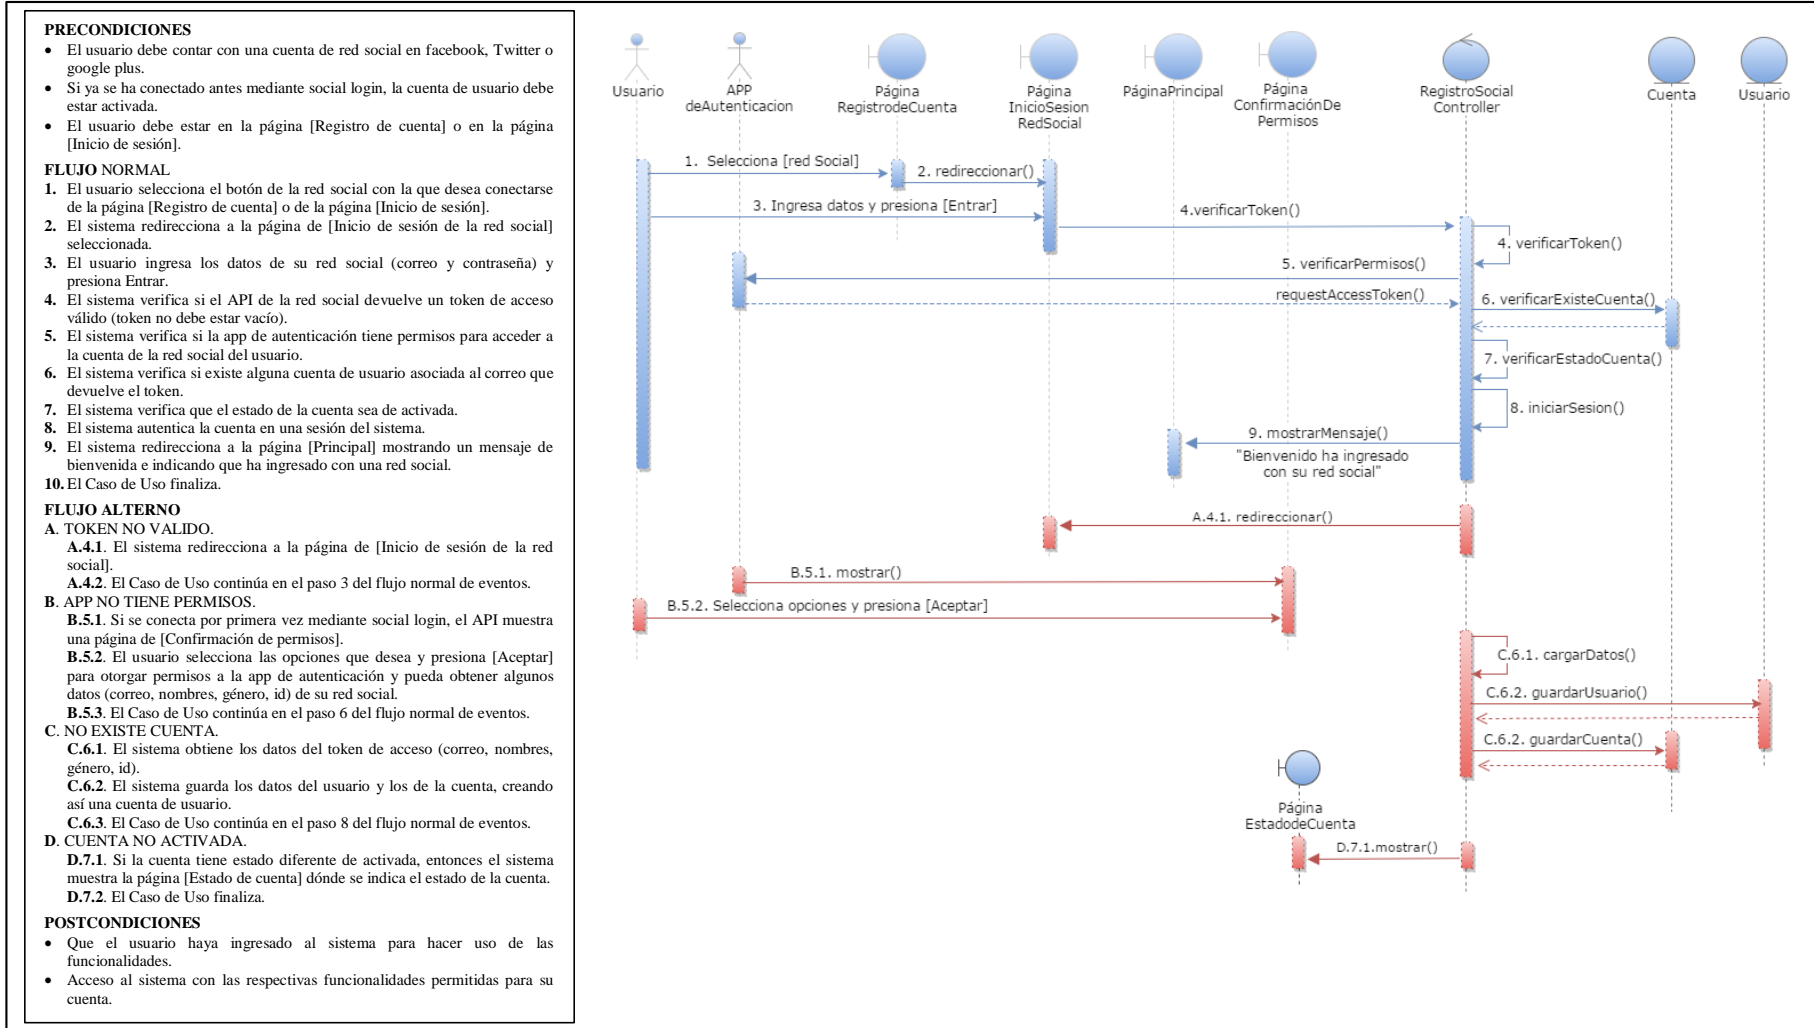 PRECONDICIONES
• El usuario debe contar con una cuenta de red social en facebook, Twitter o
google plus.
• Si ya se ha conectado antes mediante social login, la cuenta de usuario debe
estar activada.
• El usuario debe estar en la página [Registro de cuenta] o en la página
[Inicio de sesión].
FLUJO NORMAL
1. El usuario selecciona el botón de la red social con la que desea conectarse
de la página [Registro de cuenta] o de la página [Inicio de sesión].
2. El sistema redirecciona a la página de [Inicio de sesión de la red social]
seleccionada.
3. El usuario ingresa los datos de su red social (correo y contraseña) y
presiona Entrar.
4. El sistema verifica si el API de la red social devuelve un token de acceso
válido (token no debe estar vacío).
5. El sistema verifica si la app de autenticación tiene permisos para acceder a
la cuenta de la red social del usuario.
6. El sistema verifica si existe alguna cuenta de usuario asociada al correo que
devuelve el token.
7. El sistema verifica que el estado de la cuenta sea de activada.
8. El sistema autentica la cuenta en una sesión del sistema.
9. El sistema redirecciona a la página [Principal] mostrando un mensaje de
bienvenida e indicando que ha ingresado con una red social.
10. El Caso de Uso finaliza.
FLUJO ALTERNO
A. TOKEN NO VALIDO.
A.4.1. El sistema redirecciona a la página de [Inicio de sesión de la red
social].
A.4.2. El Caso de Uso continúa en el paso 3 del flujo normal de eventos.
B. APP NO TIENE PERMISOS.
B.5.1. Si se conecta por primera vez mediante social login, el API muestra
una página de [Confirmación de permisos].
B.5.2. El usuario selecciona las opciones que desea y presiona [Aceptar]
para otorgar permisos a la app de autenticación y pueda obtener algunos
datos (correo, nombres, género, id) de su red social.
B.5.3. El Caso de Uso continúa en el paso 6 del flujo normal de eventos.
C. NO EXISTE CUENTA.
C.6.1. El sistema obtiene los datos del token de acceso (correo, nombres,
género, id).
C.6.2. El sistema guarda los datos del usuario y los de la cuenta, creando
así una cuenta de usuario.
C.6.3. El Caso de Uso continúa en el paso 8 del flujo normal de eventos.
D. CUENTA NO ACTIVADA.
D.7.1. Si la cuenta tiene estado diferente de activada, entonces el sistema
muestra la página [Estado de cuenta] dónde se indica el estado de la cuenta.
D.7.2. El Caso de Uso finaliza.
POSTCONDICIONES
• Que el usuario haya ingresado al sistema para hacer uso de las
funcionalidades.
• Acceso al sistema con las respectivas funcionalidades permitidas para su
cuenta.
Usuario
APP
deAutenticacion
Página
RegistrodeCuenta
Página
InicioSesion
RedSocial
PáginaPrincipal
Página
ConfirmaciónDe
Permisos
RegistroSocial
Controller
Cuenta
Usuario
1. Selecciona [red Social]
2. redireccionar()
3. Ingresa datos y presiona [Entrar]
4.verificarToken()
4. verificarToken()
5. verificarPermisos()
requestAccessToken()
6. verificarExisteCuenta()
7. verificarEstadoCuenta()
8. iniciarSesion()
9. mostrarMensaje()
"Bienvenido ha ingresado
con su red social"
A.4.1. redireccionar()
B.5.1. mostrar()
B.5.2. Selecciona opciones y presiona [Aceptar]
C.6.1. cargarDatos()
C.6.2. guardarUsuario()
C.6.2. guardarCuenta()
Página
EstadodeCuenta
D.7.1.mostrar()